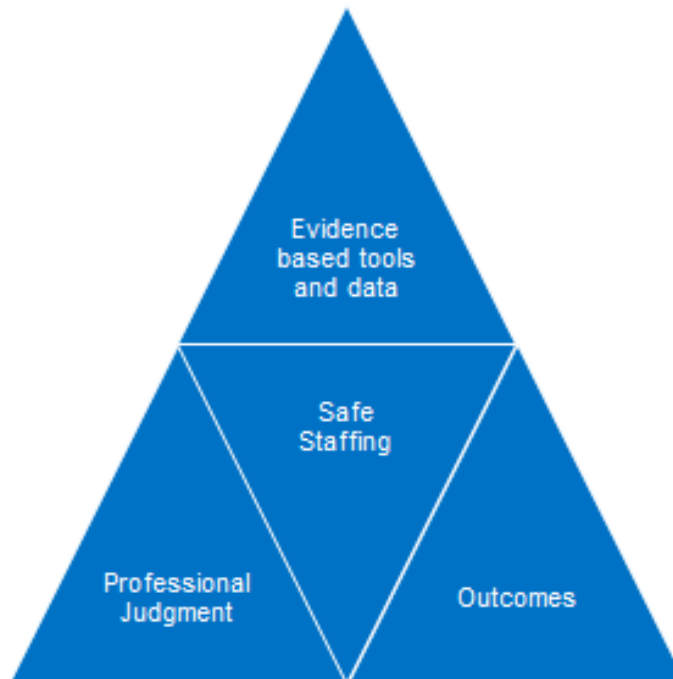 Evidence
based tools
and data
Safe
Staffing
Professional
Judgment
Outcomes